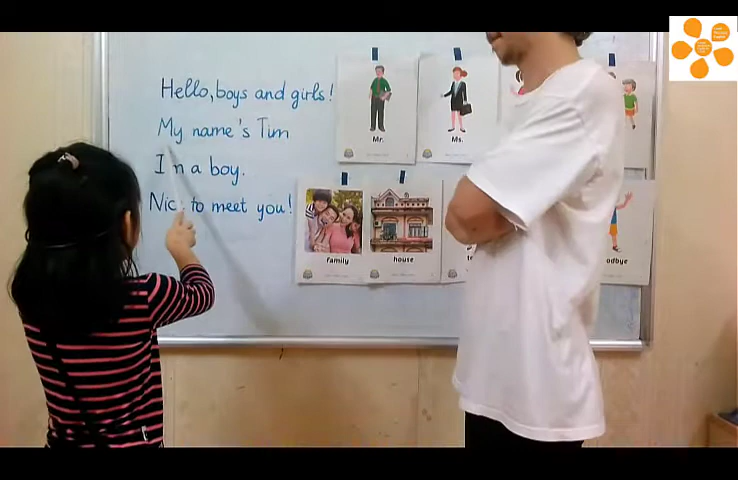 Hello, boys and girls!
My name's Tim
a boy.
to meet you!
Mr.
Ms.
family
house